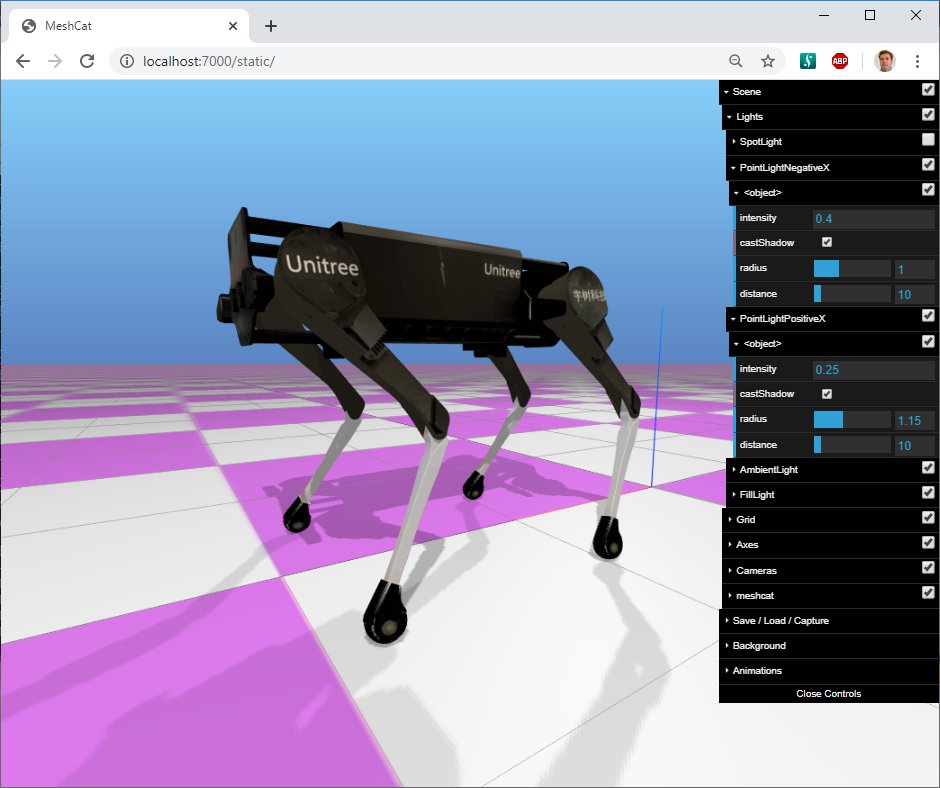 MeshCat
localhost:7000/static/
ABP
Scene
Lights
SpotLight
PointLightNegativeX
<object>
intensity 0.4
castShadow
radius 1
distance 10
PointLightPositiveX
<object>
intensity 0.25
castShadow
radius 1.15
distance 10
AmbientLight
FillLight
Grid
Axes
Cameras
meshcat
Save / Load / Capture
Background
Animations
Close Controls
Unitree
Unitree
宇树科技